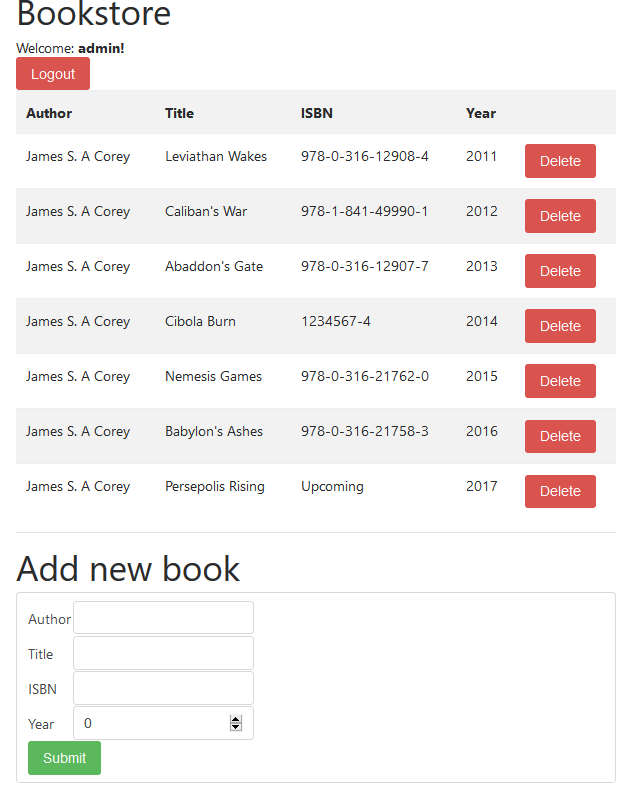 Bookstore
Welcome: admin!
Logout
Author Title ISBN Year
James S. A Corey Leviathan Wakes 978-0-316-12908-4 2011 Delete
James S. A Corey Caliban's War 978-1-841-49990-1 2012 Delete
James S. A Corey Abaddon's Gate 978-0-316-12907-7 2013 Delete
James S. A Corey Cibola Burn 1234567-4 2014 Delete
James S. A Corey Nemesis Games 978-0-316-21762-0 2015 Delete
James S. A Corey Babylon's Ashes 978-0-316-21758-3 2016 Delete
James S. A Corey Persepolis Rising Upcoming 2017 Delete
Add new book
Author
Title
ISBN
Year 0
Submit